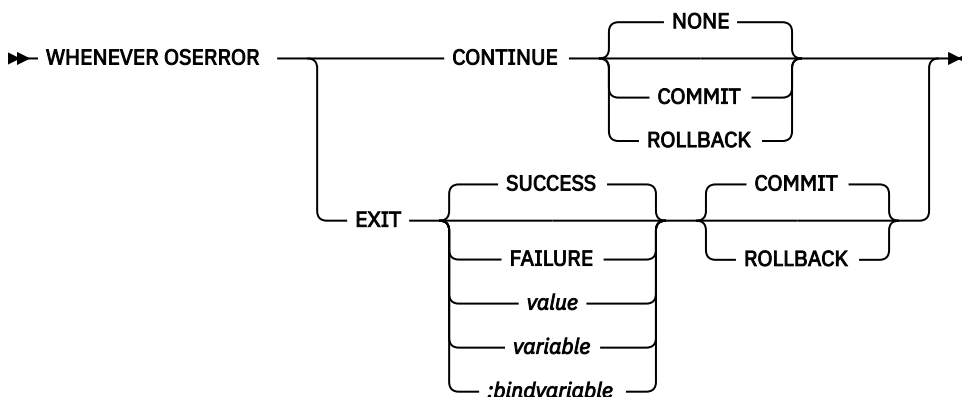 NONE
WHENEVER OSERROR CONTINUE
COMMIT
ROLLBACK
SUCCESS COMMIT
EXIT
FAILURE ROLLBACK
value
variable
:bindvariable